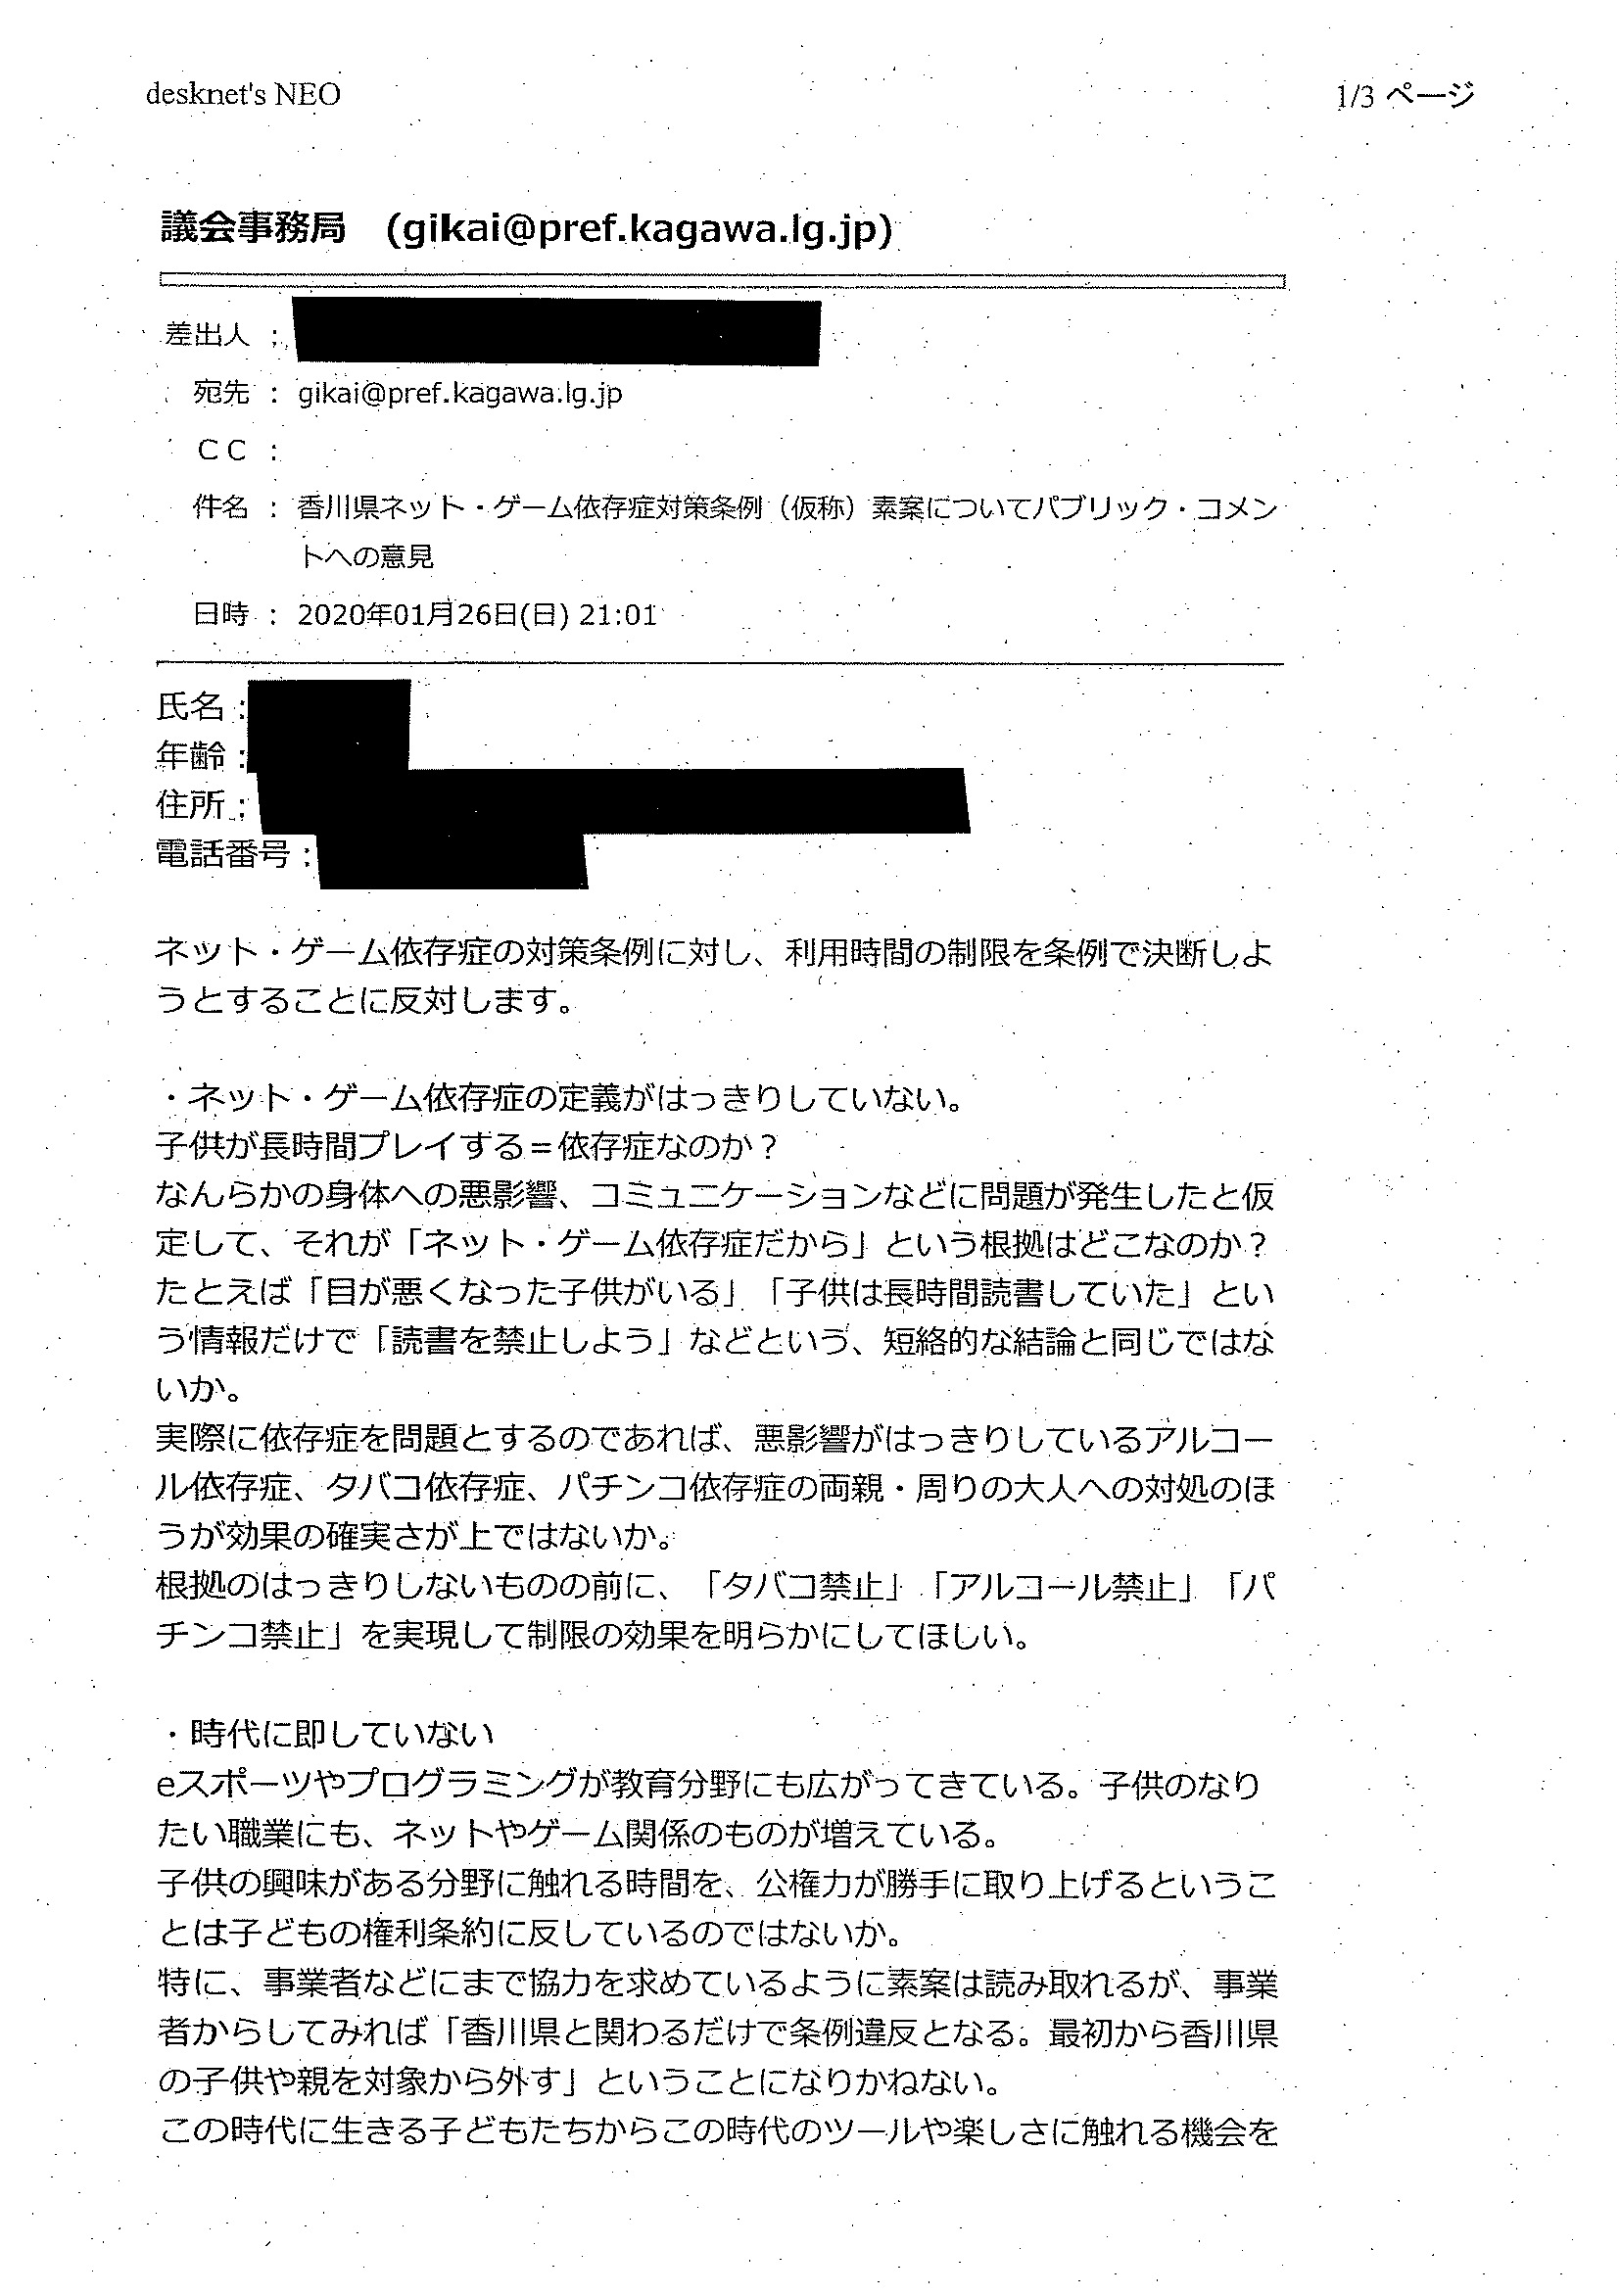 desknet's NEO
1/3 ページ
議会事務局 (gikai@pref.kagawa.lg.jp)
差出人 :
宛先 : gikai@pref.kagawa.lg.jp
CC :
件名 : 香川県ネット・ゲーム依存症対策条例（仮称）素案についてパブリック・コメン
トへの意見
日時 : 2020年01月26日(日) 21:01
氏名：
年齢：
住所：
電話番号：
ネット・ゲーム依存症の対策条例に対し、利用時間の制限を条例で決断しよ
うとすることに反対します。
・ネット・ゲーム依存症の定義がはっきりしていない。
子供が長時間プレイする＝依存症なのか？
なんらかの身体への悪影響、コミュニケーションなどに問題が発生したと仮
定して、それが「ネット・ゲーム依存症だから」という根拠はどこなのか？
たとえば「目が悪くなった子供がいる」「子供は長時間読書していた」とい
う情報だけで「読書を禁止しよう」などという、短絡的な結論と同じではな
いか。
実際に依存症を問題とするのであれば、悪影響がはっきりしているアルコー
ル依存症、タバコ依存症、パチンコ依存症の両親・周りの大人への対処のほ
うが効果の確実さが上ではないか。
根拠のはっきりしないものの前に、「タバコ禁止」「アルコール禁止」「パ
チンコ禁止」を実現して制限の効果を明らかにしてほしい。
・時代に即していない
eスポーツやプログラミングが教育分野にも広がってきている。子供のなり
たい職業にも、ネットやゲーム関係のものが増えている。
子供の興味がある分野に触れる時間を、公権力が勝手に取り上げるというこ
とは子どもの権利条約に反しているのではないか。
特に、事業者などにまで協力を求めているように素案は読み取れるが、事業
者からしてみれば「香川県と関わるだけで条例違反となる。最初から香川県
の子供や親を対象から外す」ということになりかねない。
この時代に生きる子どもたちからこの時代のツールや楽しさに触れる機会を